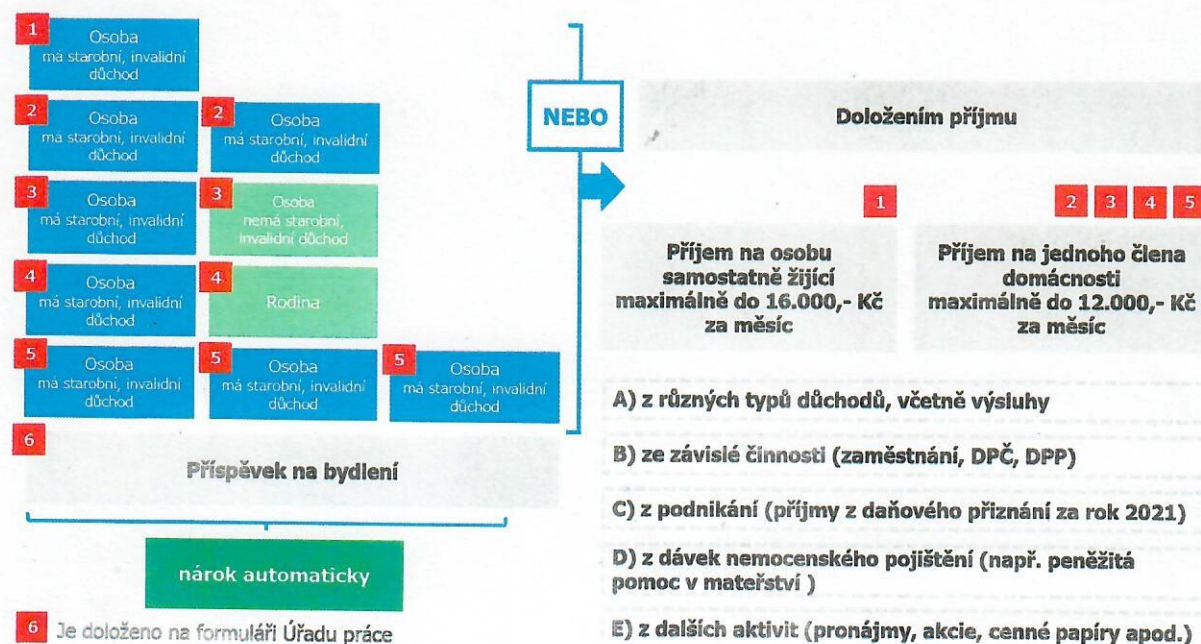 1
Osoba
má starobní, invalidní
důchod
2
Osoba
má starobní, invalidní
důchod
2
Osoba
má starobní, invalidní
důchod
3
Osoba
má starobní, invalidní
důchod
3
Osoba
nemá starobní,
invalidní důchod
4
Osoba
má starobní, invalidní
důchod
4
Rodina
5
Osoba
má starobní, invalidní
důchod
5
Osoba
má starobní, invalidní
důchod
5
Osoba
má starobní, invalidní
důchod
6
Příspěvek na bydlení
nárok automaticky
6 Je doloženo na formuláři Úřadu práce
NEBO
Doložením příjmu
1
Příjem na osobu
samostatně žijící
maximálně do 16.000,- Kč
za měsíc
2 3 4 5
Příjem na jednoho člena
domácnosti
maximálně do 12.000,- Kč
za měsíc
A) z různých typů důchodů, včetně výsluhy
B) ze závislé činnosti (zaměstnání, DPČ, DPP)
C) z podnikání (příjmy z daňového přiznání za rok 2021)
D) z dávek nemocenského pojištění (např. peněžitá
pomoc v mateřství )
E) z dalších aktivit (pronájmy, akcie, cenné papíry apod.)